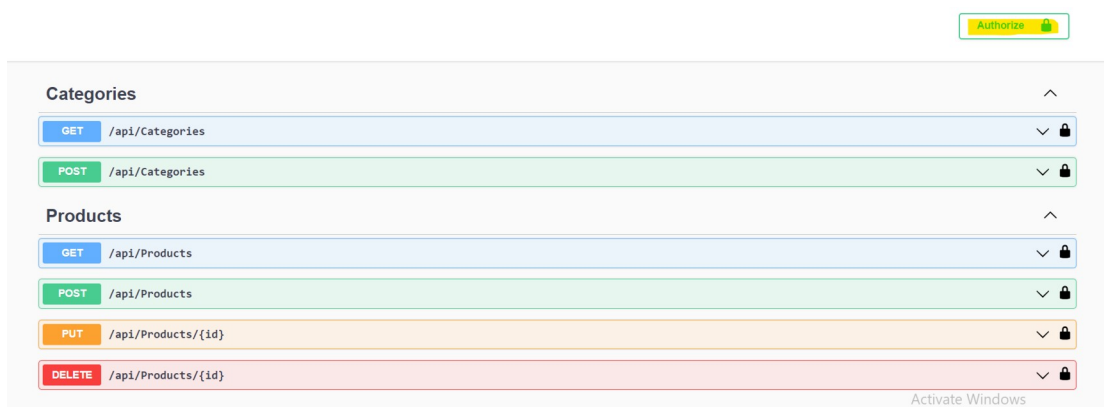 Authorize
Categories
GET /api/Categories
POST /api/Categories
Products
GET /api/Products
POST /api/Products
PUT /api/Products/{id}
DELETE /api/Products/{id}
Activate Windows